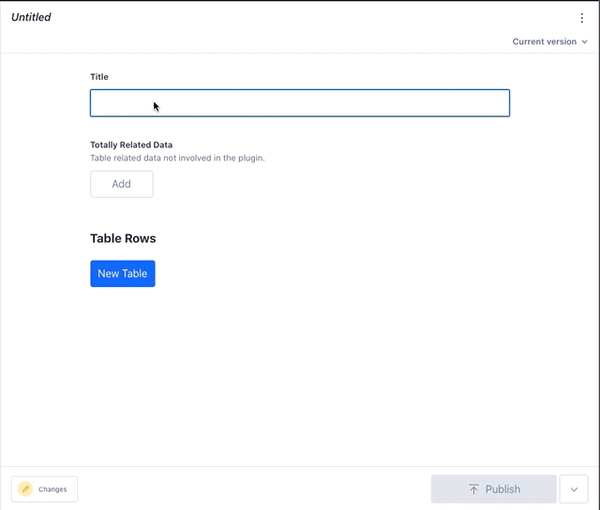 Untitled
Current version
Title
Totally Related Data
Table related data not involved in the plugin.
Add
Table Rows
New Table
Changes
Publish